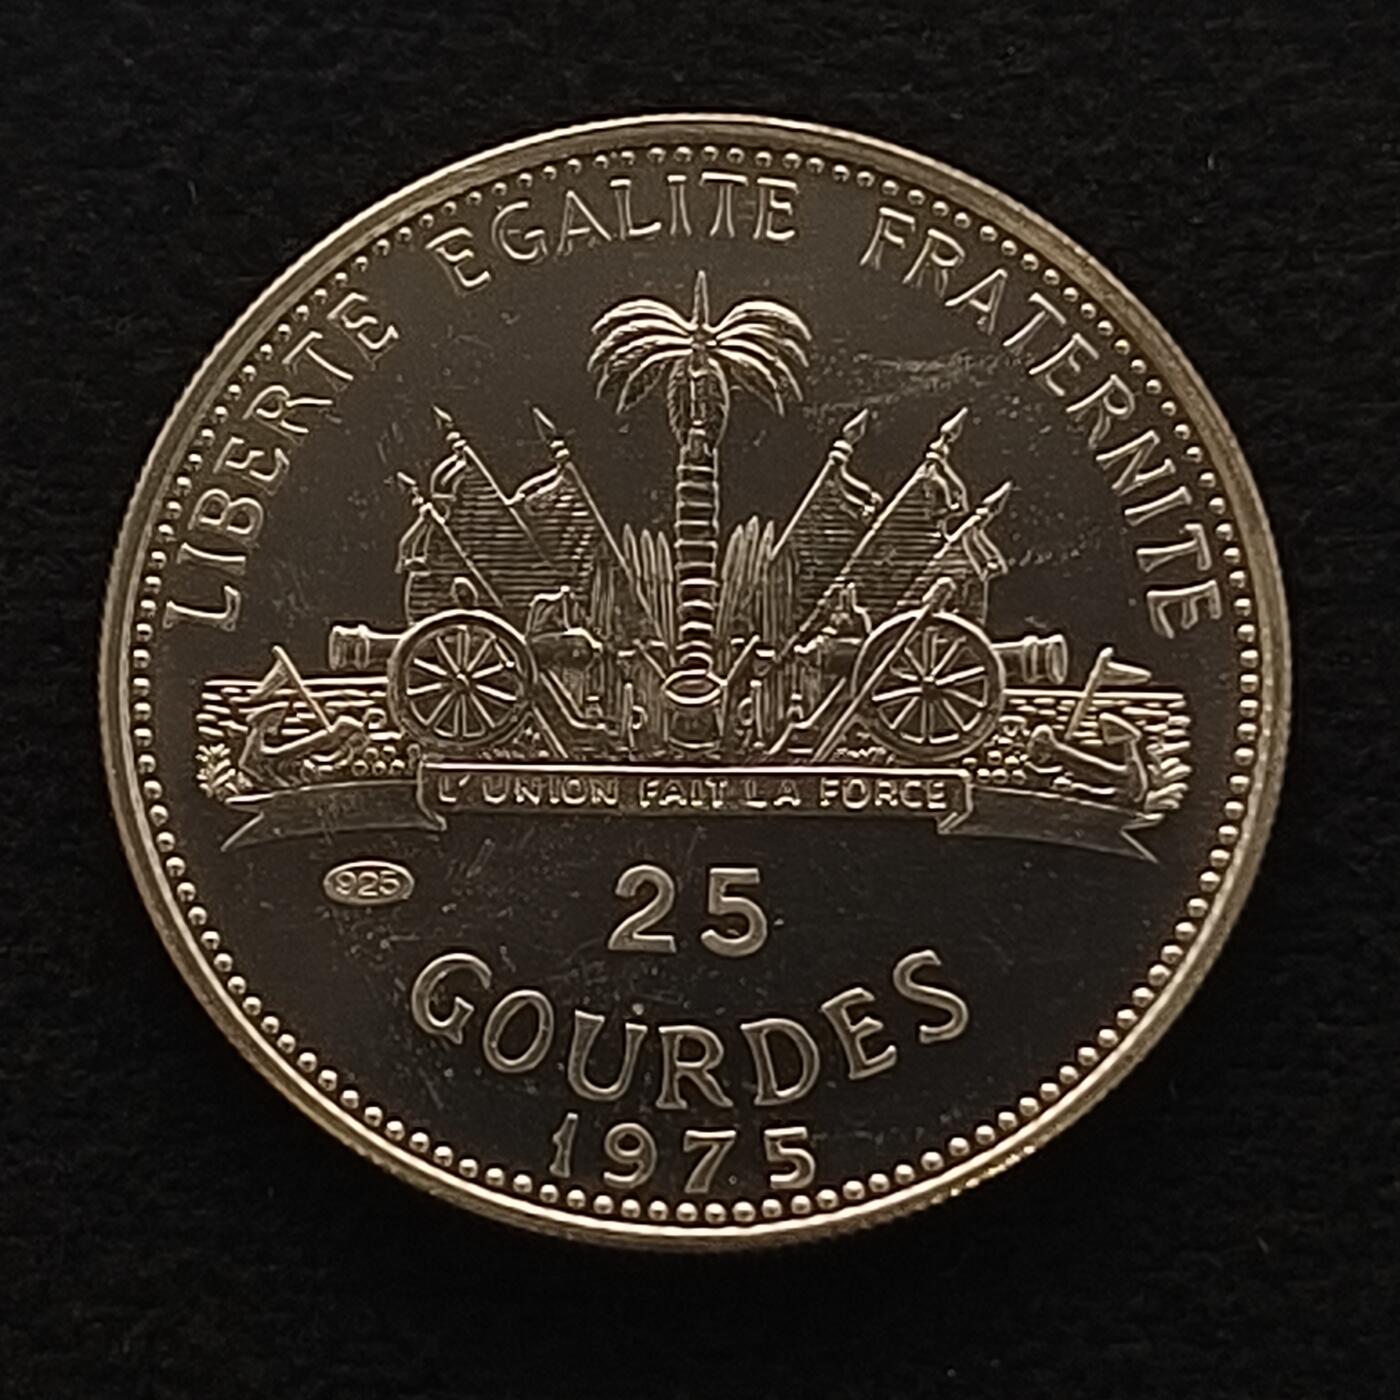 LIBERTE EGALITE FRATERNITE
L'UNION FAIT LA FORCE
925
25
GOURDES
1975